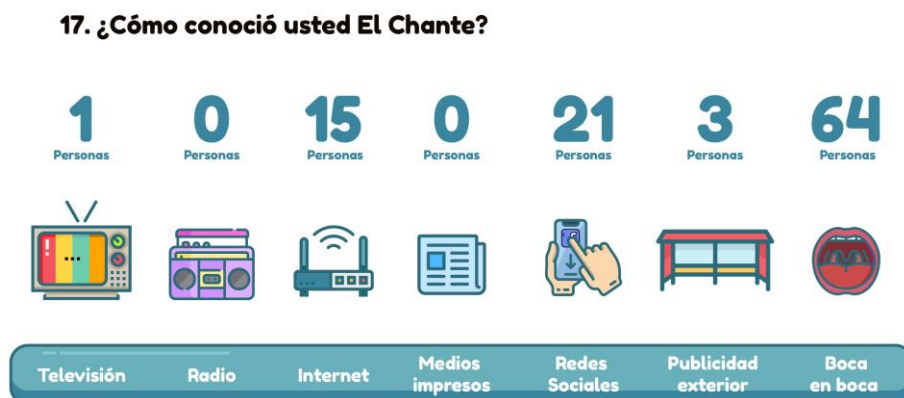 17. ¿Cómo conoció usted El Chante?
1 0 15 0 21 3 64
Personas Personas Personas Personas Personas Personas Personas
Televisión Radio Internet Medios impresos Redes Sociales Publicidad exterior Boca en boca